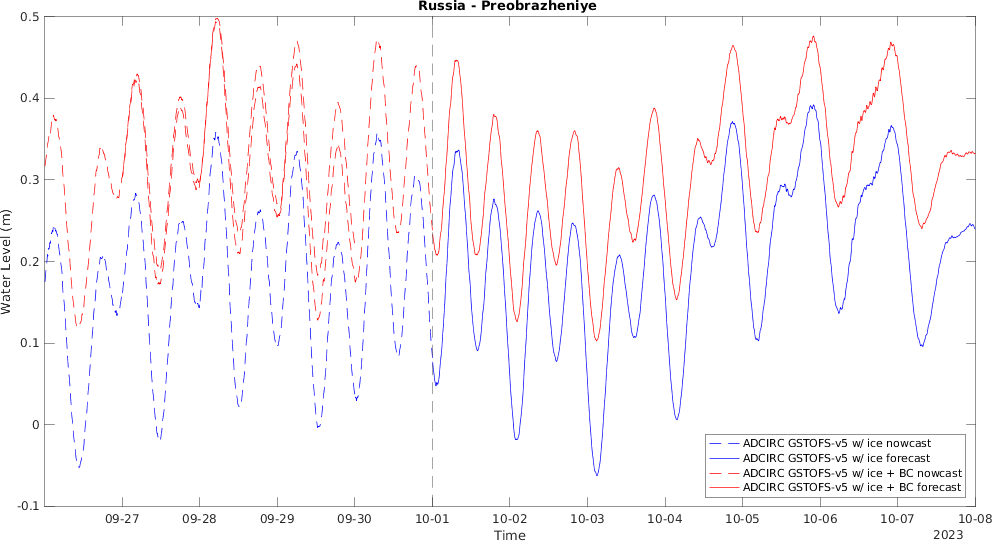 Russia - Preobrazheniye
0.5
0.4
0.3
0.2
0.1
0
-0.1
Water Level (m)
09-27 09-28 09-29 09-30 10-01 10-02 10-03 10-04 10-05 10-06 10-07 10-08
Time
2023
ADCIRC GSTOFS-v5 w/ ice nowcast
ADCIRC GSTOFS-v5 w/ ice forecast
ADCIRC GSTOFS-v5 w/ ice + BC nowcast
ADCIRC GSTOFS-v5 w/ ice + BC forecast